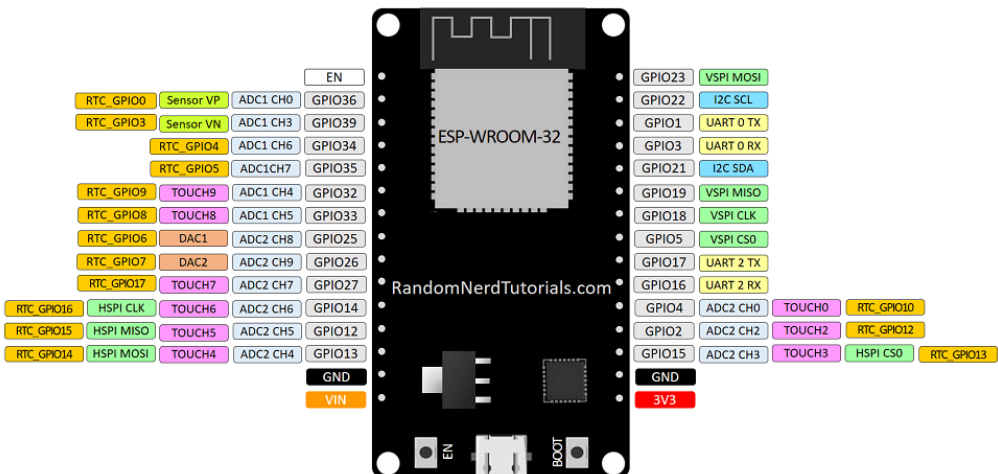 EN GPIO23 VSPI MOSI
RTC_GPIO0 Sensor VP ADC1 CH0 GPIO36 GPIO22 I2C SCL
RTC_GPIO3 Sensor VN ADC1 CH3 GPIO39 GPIO1 UART 0 TX
ESP-WROOM-32
RTC_GPIO4 ADC1 CH6 GPIO34 GPIO3 UART 0 RX
RTC_GPIO5 ADC1CH7 GPIO35 GPIO21 I2C SDA
RTC_GPIO9 TOUCH9 ADC1 CH4 GPIO32 GPIO19 VSPI MISO
RTC_GPIO8 TOUCH8 ADC1 CH5 GPIO33 GPIO18 VSPI CLK
RTC_GPIO6 DAC1 ADC2 CH8 GPIO25 GPIO5 VSPI CS0
RTC_GPIO7 DAC2 ADC2 CH9 GPIO26 GPIO17 UART 2 TX
RTC_GPIO17 TOUCH7 ADC2 CH7 GPIO27 RandomNerdTutorials.com GPIO16 UART 2 RX
RTC_GPIO16 HSPI CLK TOUCH6 ADC2 CH6 GPIO14 GPIO4 ADC2 CH0 TOUCH0 RTC_GPIO10
RTC_GPIO15 HSPI MISO TOUCH5 ADC2 CH5 GPIO12 GPIO2 ADC2 CH2 TOUCH2 RTC_GPIO12
RTC_GPIO14 HSPI MOSI TOUCH4 ADC2 CH4 GPIO13 GPIO15 ADC2 CH3 TOUCH3 HSPI CS0 RTC_GPIO13
GND GND
VIN 3V3
EN BOOT